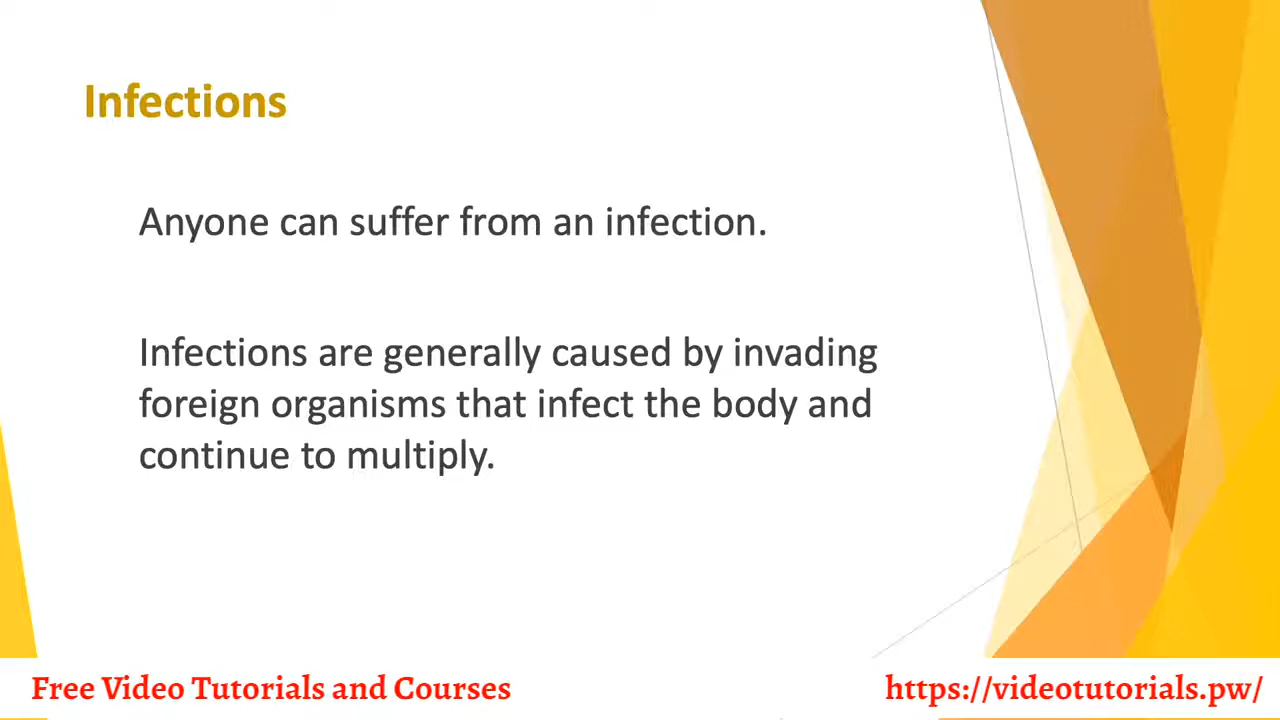 Infections
Anyone can suffer from an infection.
Infections are generally caused by invading
foreign organisms that infect the body and
continue to multiply.
Free Video Tutorials and Courses
https://videotutorials.pw/